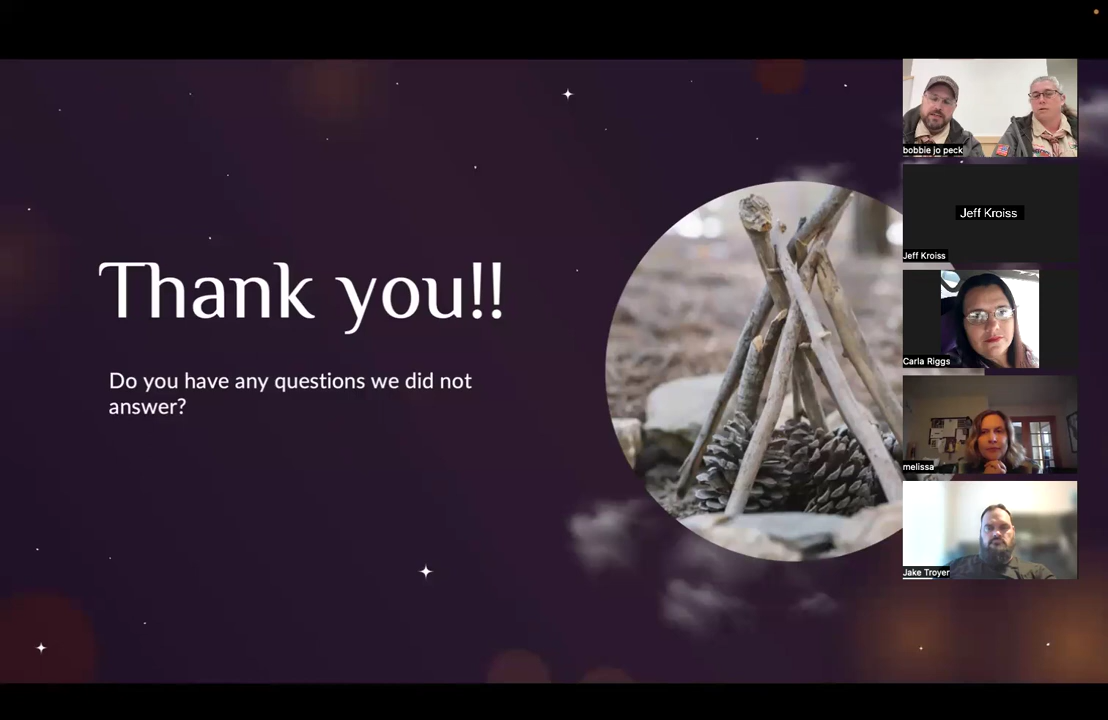 Thank you!!
Do you have any questions we did not
answer?
bobbie jo peck
Jeff Kroiss
Jeff Kroiss
Carla Riggs
melissa
Jake Troyer